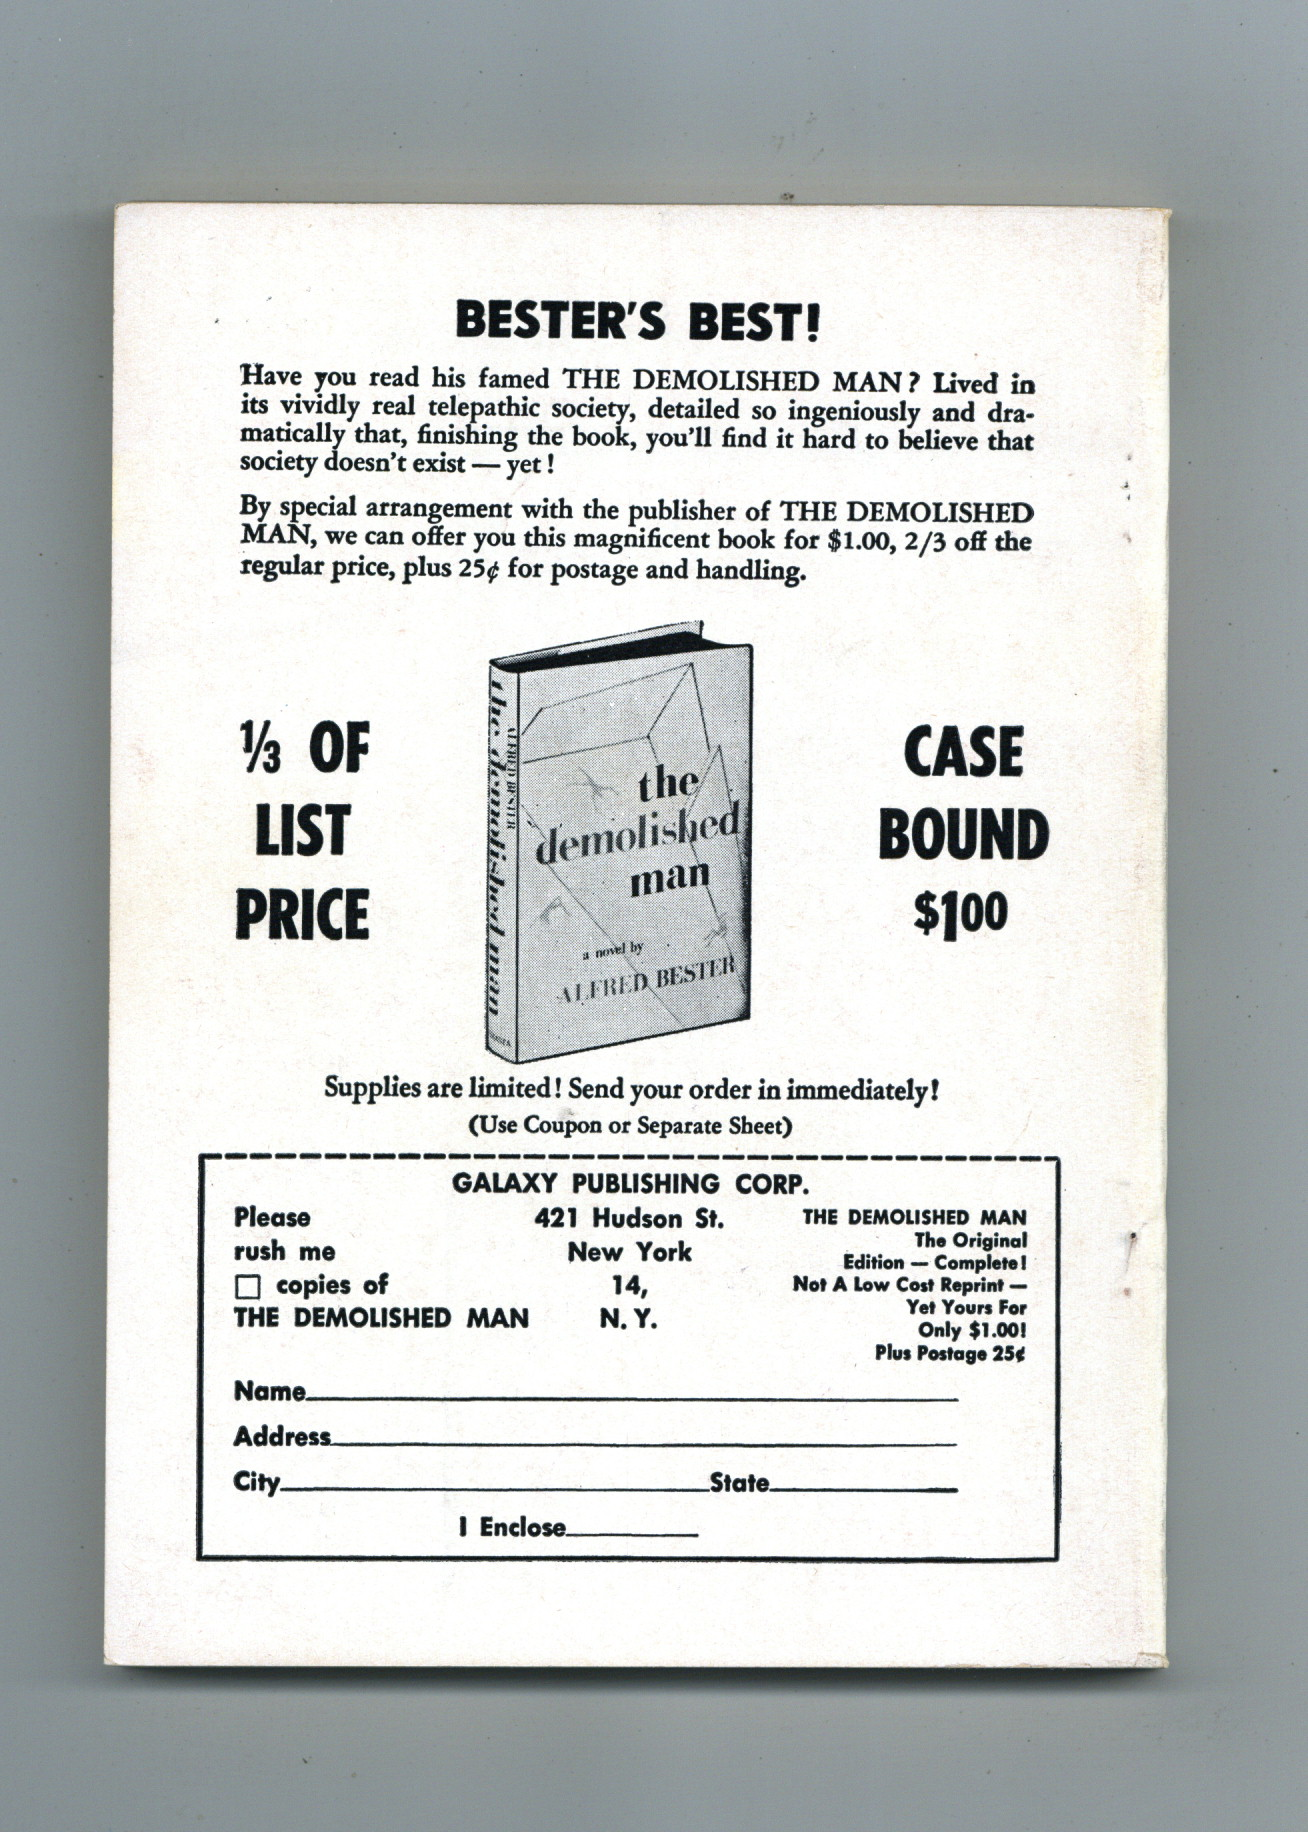 BESTER'S BEST!
Have you read his famed THE DEMOLISHED MAN? Lived in
its vividly real telepathic society, detailed so ingeniously and dra-
matically that, finishing the book, you'll find it hard to believe that
society doesn't exist — yet!
By special arrangement with the publisher of THE DEMOLISHED
MAN, we can offer you this magnificent book for $1.00, 2/3 off the
regular price, plus 25¢ for postage and handling.
⅓ OF
LIST
PRICE
the demolished man
ALFRED BESTER
the
demolished
man
a novel by
ALFRED BESTER
CASE
BOUND
$100
Supplies are limited! Send your order in immediately!
(Use Coupon or Separate Sheet)
GALAXY PUBLISHING CORP.
421 Hudson St.
New York
14,
N. Y.
Please
rush me
☐ copies of
THE DEMOLISHED MAN
THE DEMOLISHED MAN
The Original
Edition — Complete!
Not A Low Cost Reprint —
Yet Yours For
Only $1.00!
Plus Postage 25¢
Name
Address
City State
I Enclose